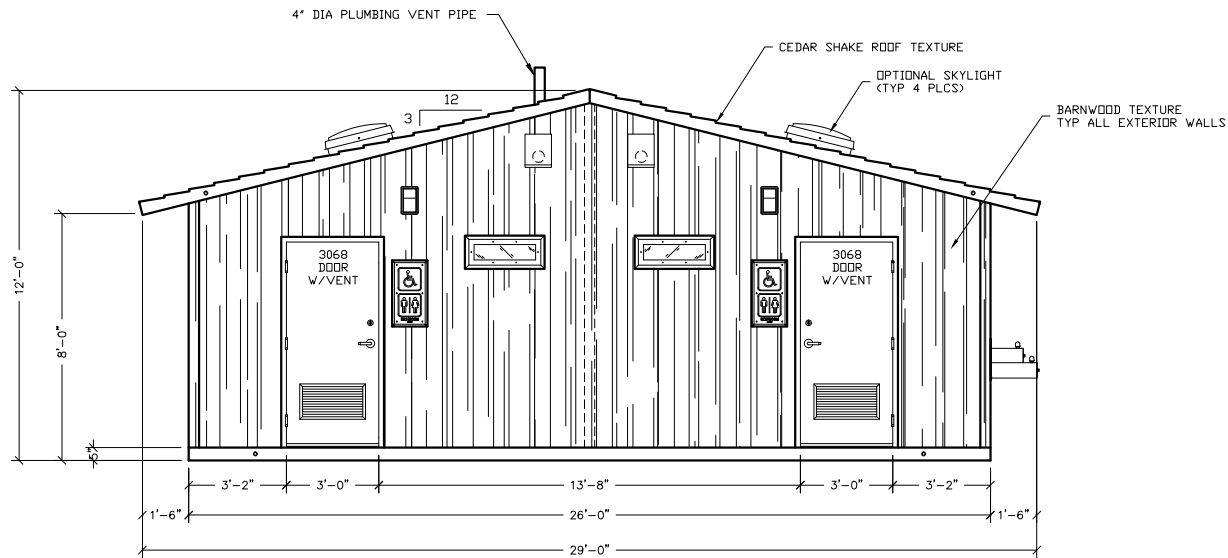 4" DIA PLUMBING VENT PIPE
CEDAR SHAKE ROOF TEXTURE
OPTIONAL SKYLIGHT
(TYP 4 PLCS)
BARNWOOD TEXTURE
TYP ALL EXTERIOR WALLS
12
3
3068
DOOR
W/VENT
3068
DOOR
W/VENT
12'-0"
8'-0"
5"
3'-2"
3'-0"
13'-8"
3'-0"
3'-2"
1'-6"
26'-0"
1'-6"
29'-0"